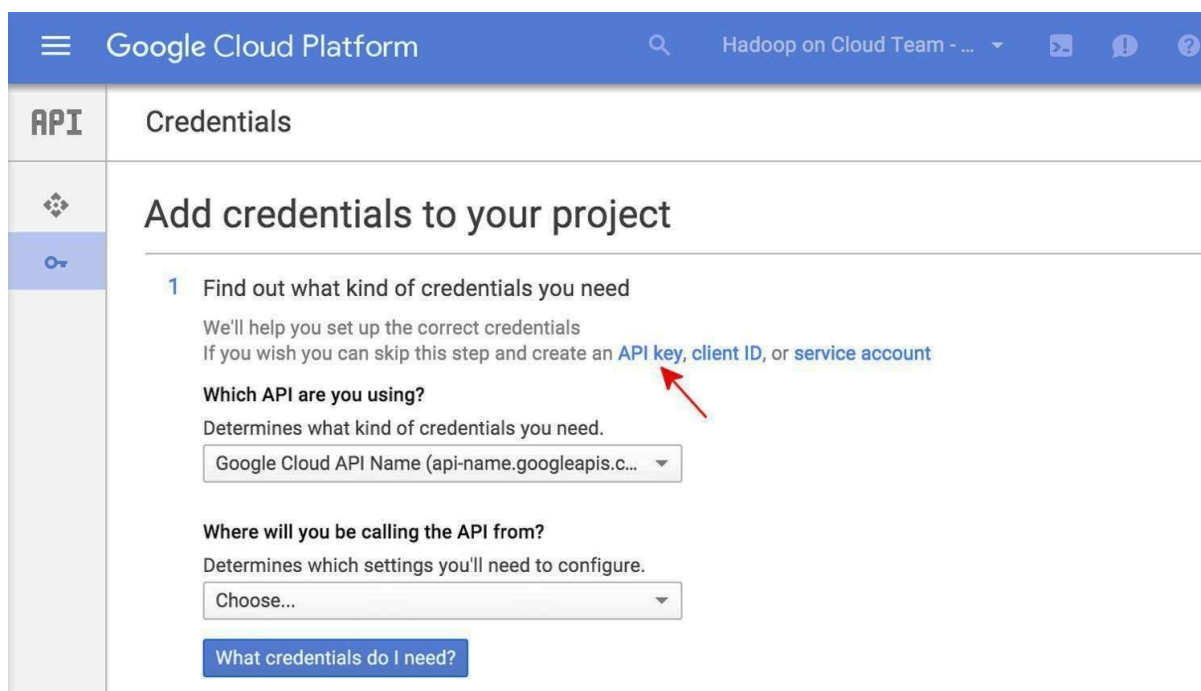 Google Cloud Platform
Hadoop on Cloud Team - ...
API
Credentials
Add credentials to your project
1 Find out what kind of credentials you need
We'll help you set up the correct credentials
If you wish you can skip this step and create an API key, client ID, or service account
Which API are you using?
Determines what kind of credentials you need.
Google Cloud API Name (api-name.googleapis.c...
Where will you be calling the API from?
Determines which settings you'll need to configure.
Choose...
What credentials do I need?